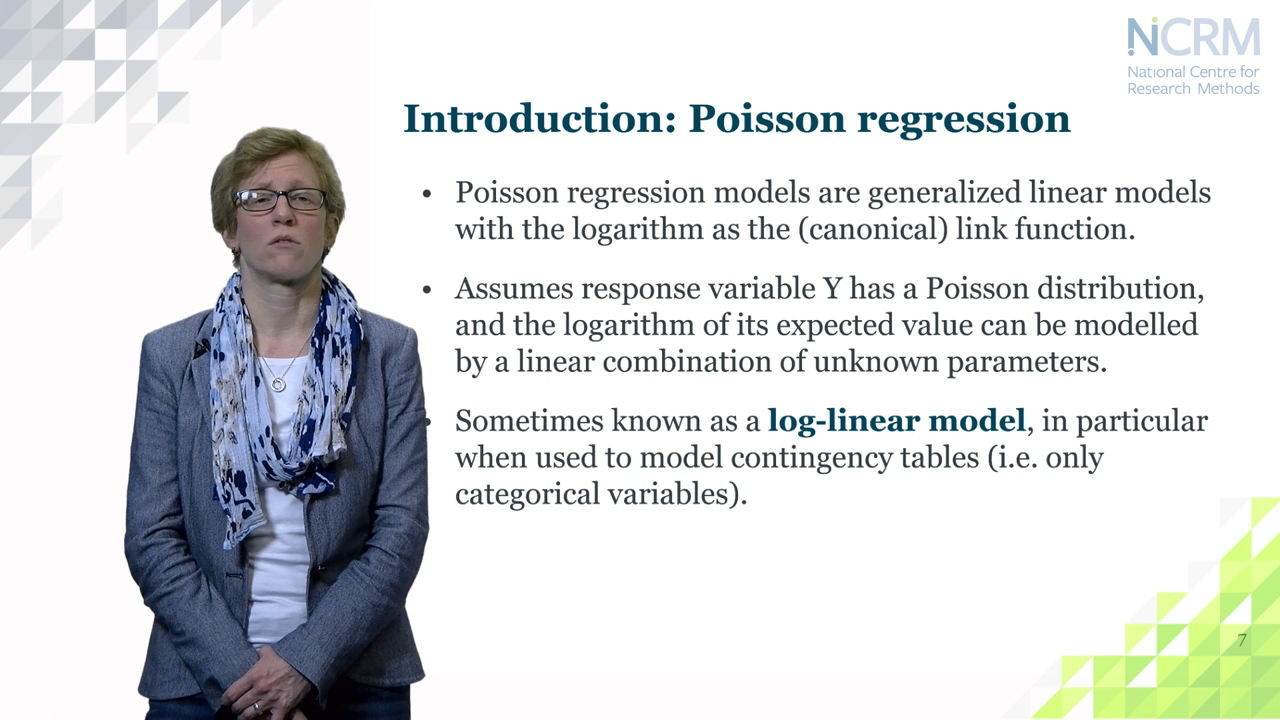 NCRM
National Centre for
Research Methods
Introduction: Poisson regression
• Poisson regression models are generalized linear models
with the logarithm as the (canonical) link function.
• Assumes response variable Y has a Poisson distribution,
and the logarithm of its expected value can be modelled
by a linear combination of unknown parameters.
• Sometimes known as a log-linear model, in particular
when used to model contingency tables (i.e. only
categorical variables).
7